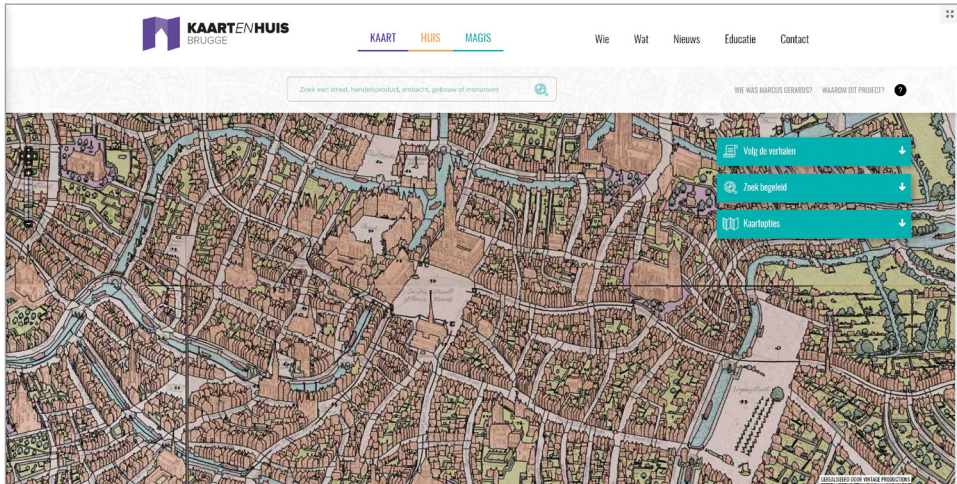 KAARTENHUIS
BRUGGE
KAART HUIS MAGIS
Wie Wat Nieuws Educatie Contact
Zoek een straat, handelsproduct, ambacht, gebouw of monument
WIE WAS MARCUS GERARDS? WAAROM DIT PROJECT? ?
Volg de verhalen
Zoek begeleid
Kaartopties
GEREALISEERD DOOR VINTAGE PRODUCTIONS